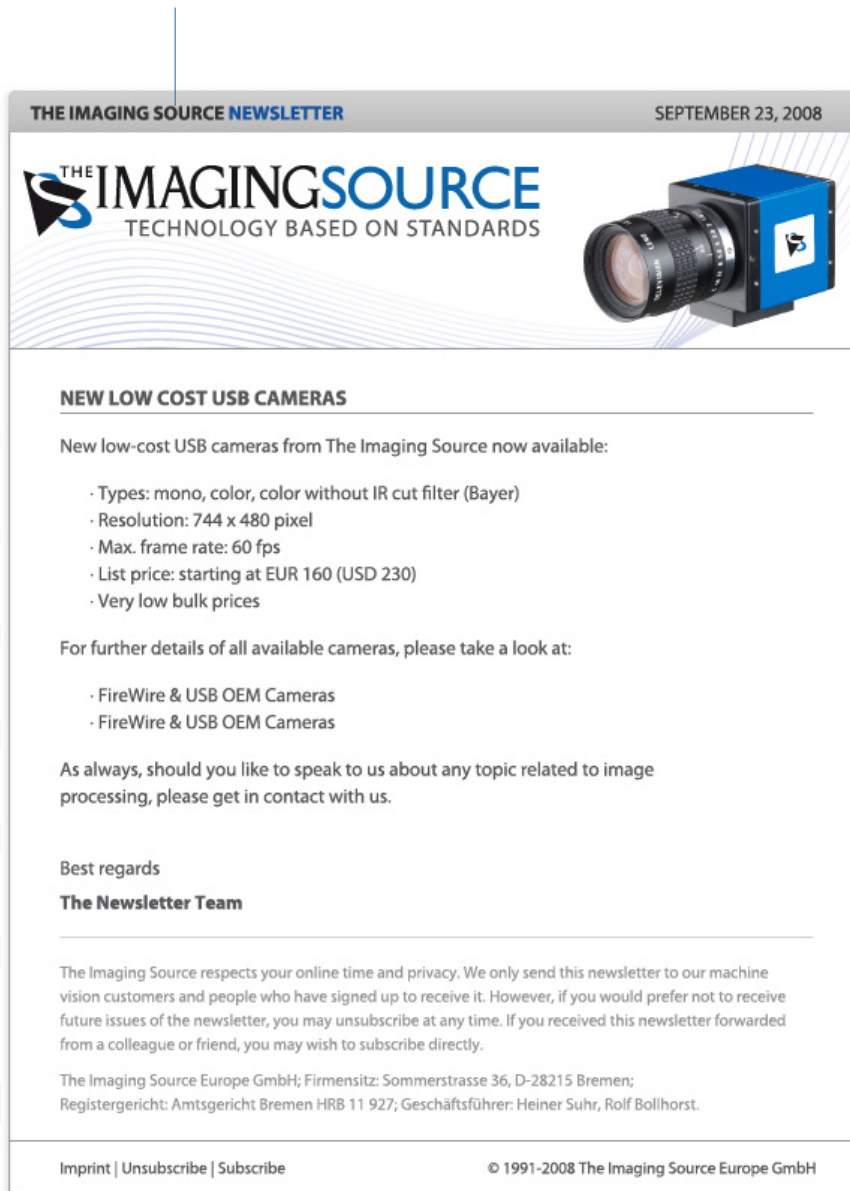 THE IMAGING SOURCE NEWSLETTER
SEPTEMBER 23, 2008
THE IMAGINGSOURCE
TECHNOLOGY BASED ON STANDARDS
NEW LOW COST USB CAMERAS
New low-cost USB cameras from The Imaging Source now available:
· Types: mono, color, color without IR cut filter (Bayer)
· Resolution: 744 x 480 pixel
· Max. frame rate: 60 fps
· List price: starting at EUR 160 (USD 230)
· Very low bulk prices
For further details of all available cameras, please take a look at:
· FireWire & USB OEM Cameras
· FireWire & USB OEM Cameras
As always, should you like to speak to us about any topic related to image
processing, please get in contact with us.
Best regards
The Newsletter Team
The Imaging Source respects your online time and privacy. We only send this newsletter to our machine
vision customers and people who have signed up to receive it. However, if you would prefer not to receive
future issues of the newsletter, you may unsubscribe at any time. If you received this newsletter forwarded
from a colleague or friend, you may wish to subscribe directly.
The Imaging Source Europe GmbH; Firmensitz: Sommerstrasse 36, D-28215 Bremen;
Registergericht: Amtsgericht Bremen HRB 11 927; Geschäftsführer: Heiner Suhr, Rolf Bollhorst.
Imprint | Unsubscribe | Subscribe
© 1991-2008 The Imaging Source Europe GmbH